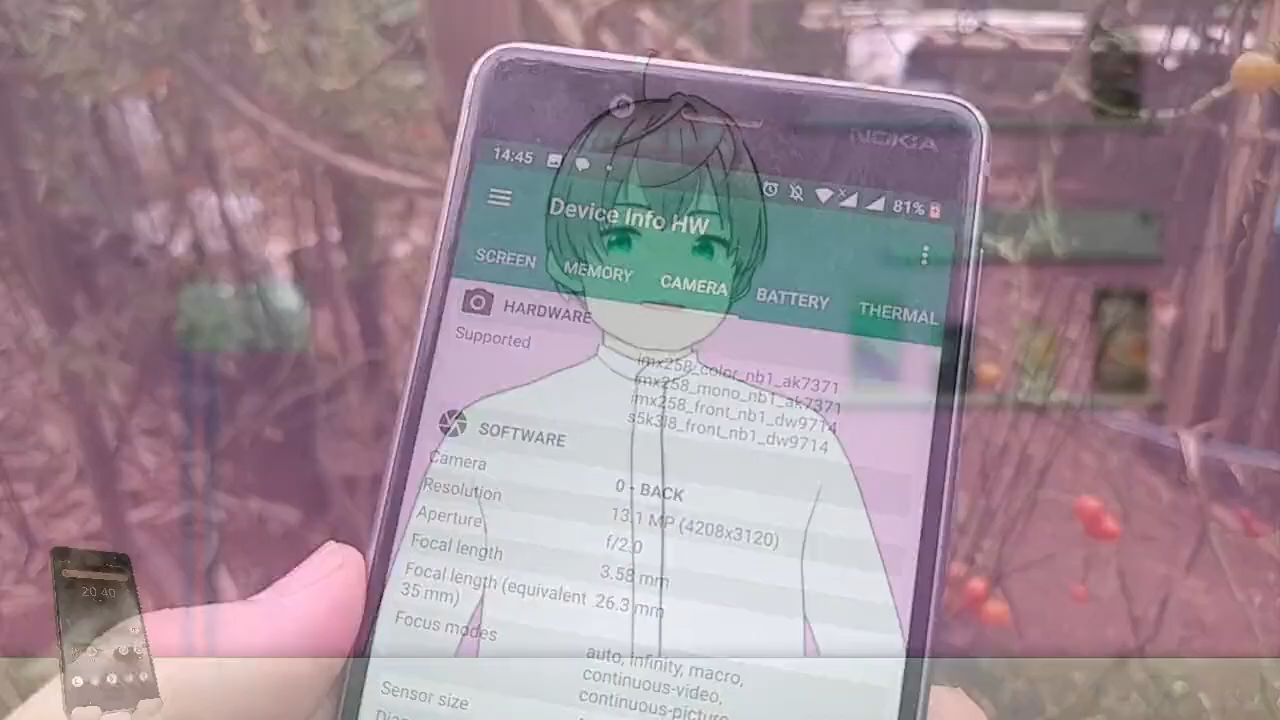 NOKIA
14:45
81%
Device Info HW
SCREEN MEMORY CAMERA BATTERY THERMAL
HARDWARE
Supported
imx258_color_nb1_ak7371
imx258_mono_nb1_ak7371
imx258_front_nb1_dw9714
s5k3l8_front_nb1_dw9714
SOFTWARE
Camera 0 - BACK
Resolution 13.1 MP (4208x3120)
Aperture f/2.0
Focal length 3.58 mm
Focal length (equivalent 26.3 mm
35 mm)
Focus modes auto, infinity, macro,
continuous-video,
continuous-picture
Sensor size
20:40